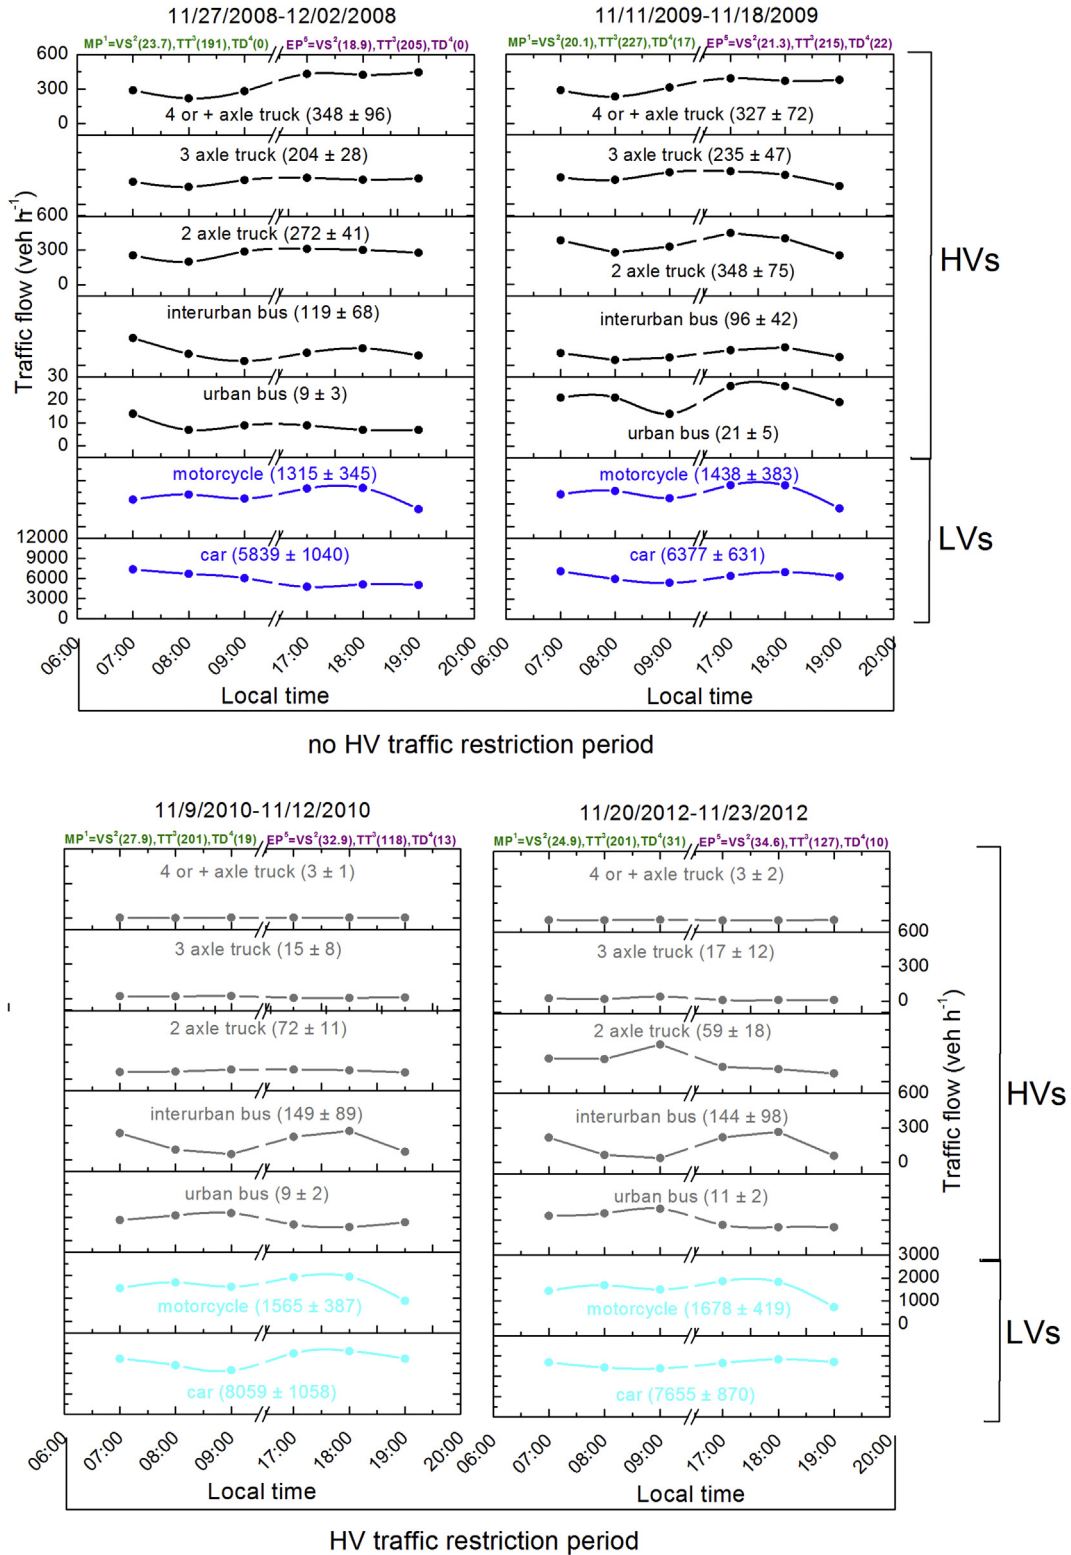 11/27/2008-12/02/2008
MP¹=VS²(23.7),TT³(191),TD⁴(0)
EP⁵=VS²(18.9),TT³(205),TD⁴(0)
600
300
0
4 or + axle truck (348 ± 96)
3 axle truck (204 ± 28)
600
300
0
2 axle truck (272 ± 41)
interurban bus (119 ± 68)
30
20
10
0
urban bus (9 ± 3)
motorcycle (1315 ± 345)
12000
9000
6000
3000
0
car (5839 ± 1040)
Traffic flow (veh h⁻¹)
06:00
07:00
08:00
09:00
17:00
18:00
19:00
20:00
Local time
11/11/2009-11/18/2009
MP¹=VS²(20.1),TT³(227),TD⁴(17)
EP⁵=VS²(21.3),TT³(215),TD⁴(22)
4 or + axle truck (327 ± 72)
3 axle truck (235 ± 47)
2 axle truck (348 ± 75)
interurban bus (96 ± 42)
urban bus (21 ± 5)
motorcycle (1438 ± 383)
car (6377 ± 631)
06:00
07:00
08:00
09:00
17:00
18:00
19:00
20:00
Local time
HVs
LVs
no HV traffic restriction period
11/9/2010-11/12/2010
MP¹=VS²(27.9),TT³(201),TD⁴(19)
EP⁵=VS²(32.9),TT³(118),TD⁴(13)
4 or + axle truck (3 ± 1)
3 axle truck (15 ± 8)
2 axle truck (72 ± 11)
interurban bus (149 ± 89)
urban bus (9 ± 2)
motorcycle (1565 ± 387)
car (8059 ± 1058)
06:00
07:00
08:00
09:00
17:00
18:00
19:00
20:00
Local time
11/20/2012-11/23/2012
MP¹=VS²(24.9),TT³(201),TD⁴(31)
EP⁵=VS²(34.6),TT³(127),TD⁴(10)
4 or + axle truck (3 ± 2)
600
300
0
3 axle truck (17 ± 12)
2 axle truck (59 ± 18)
600
300
0
interurban bus (144 ± 98)
urban bus (11 ± 2)
3000
2000
1000
0
motorcycle (1678 ± 419)
car (7655 ± 870)
Traffic flow (veh h⁻¹)
06:00
07:00
08:00
09:00
17:00
18:00
19:00
20:00
Local time
HVs
LVs
HV traffic restriction period